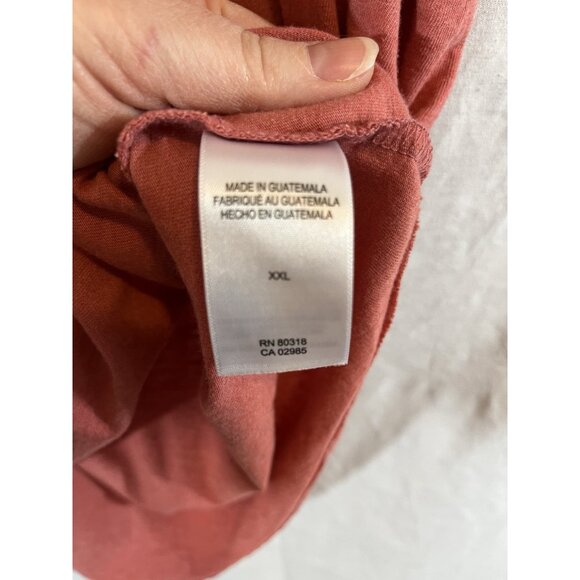 MADE IN GUATEMALA
FABRIQUÉ AU GUATEMALA
HECHO EN GUATEMALA
XXL
RN 80318
CA 02985